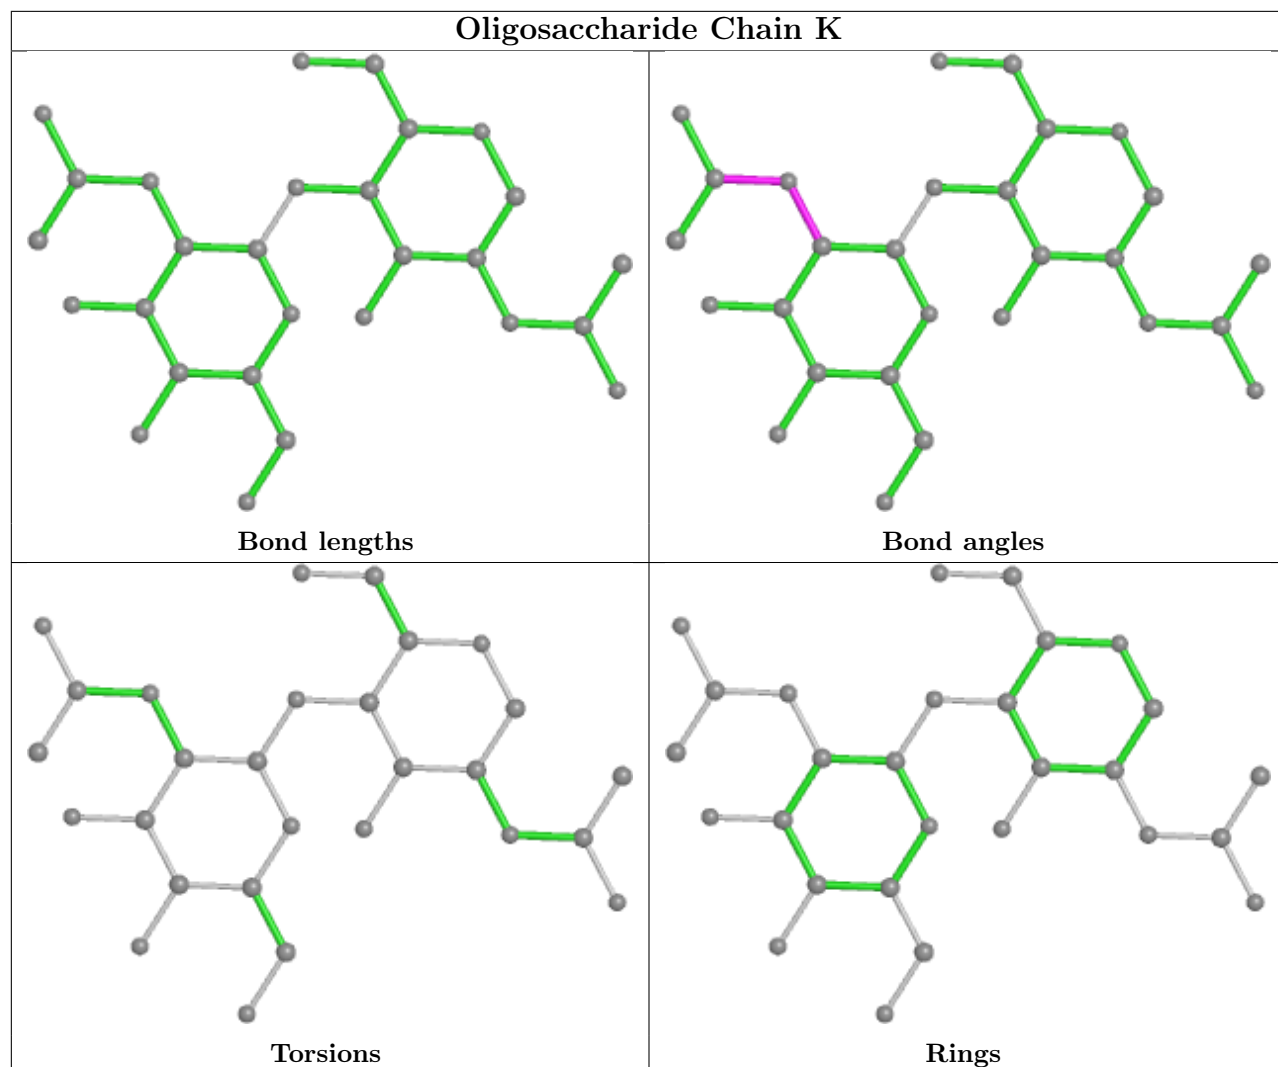 Oligosaccharide Chain K
Bond lengths
Bond angles
Torsions
Rings